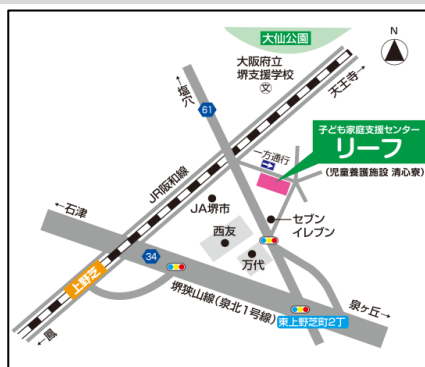 大仙公園
N
大阪府立
堺支援学校
文
←塩穴
天王寺→
61
子ども家庭支援センター
リーフ
(児童養護施設 清心寮)
一方通行
JR阪和線
JA堺市
←石津
セブン
イレブン
西友
34
万代
上野芝
堺狭山線(泉北1号線)
泉ヶ丘→
東上野芝町2丁
←鳳